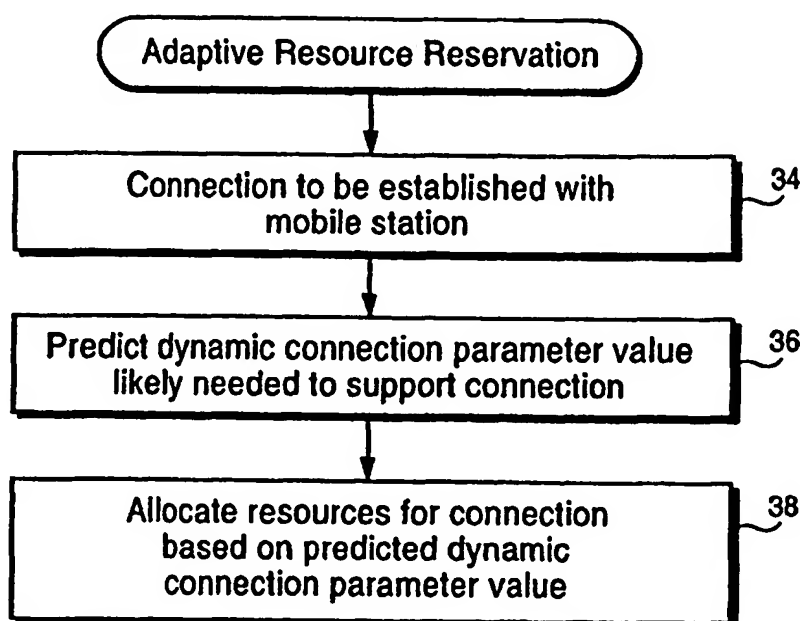 Adaptive Resource Reservation
Connection to be established with
mobile station
34
Predict dynamic connection parameter value
likely needed to support connection
36
Allocate resources for connection
based on predicted dynamic
connection parameter value
38